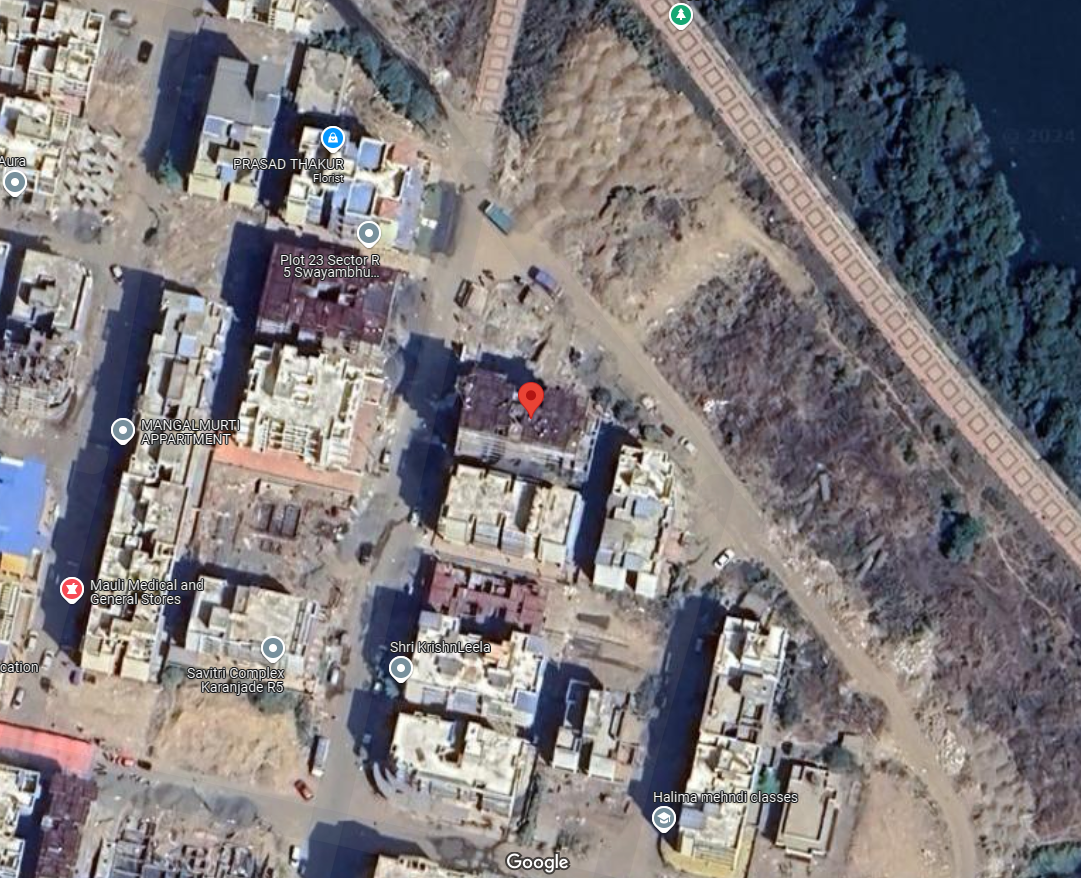 Aura
PRASAD THAKUR
Florist
Plot 23 Sector R
5 Swayambhu...
MANGALMURTI
APPARTMENT
Mauli Medical and
General Stores
Shri KrishnLeela
cation
Savitri Complex
Karanjade R5
Halima mehndi classes
Google